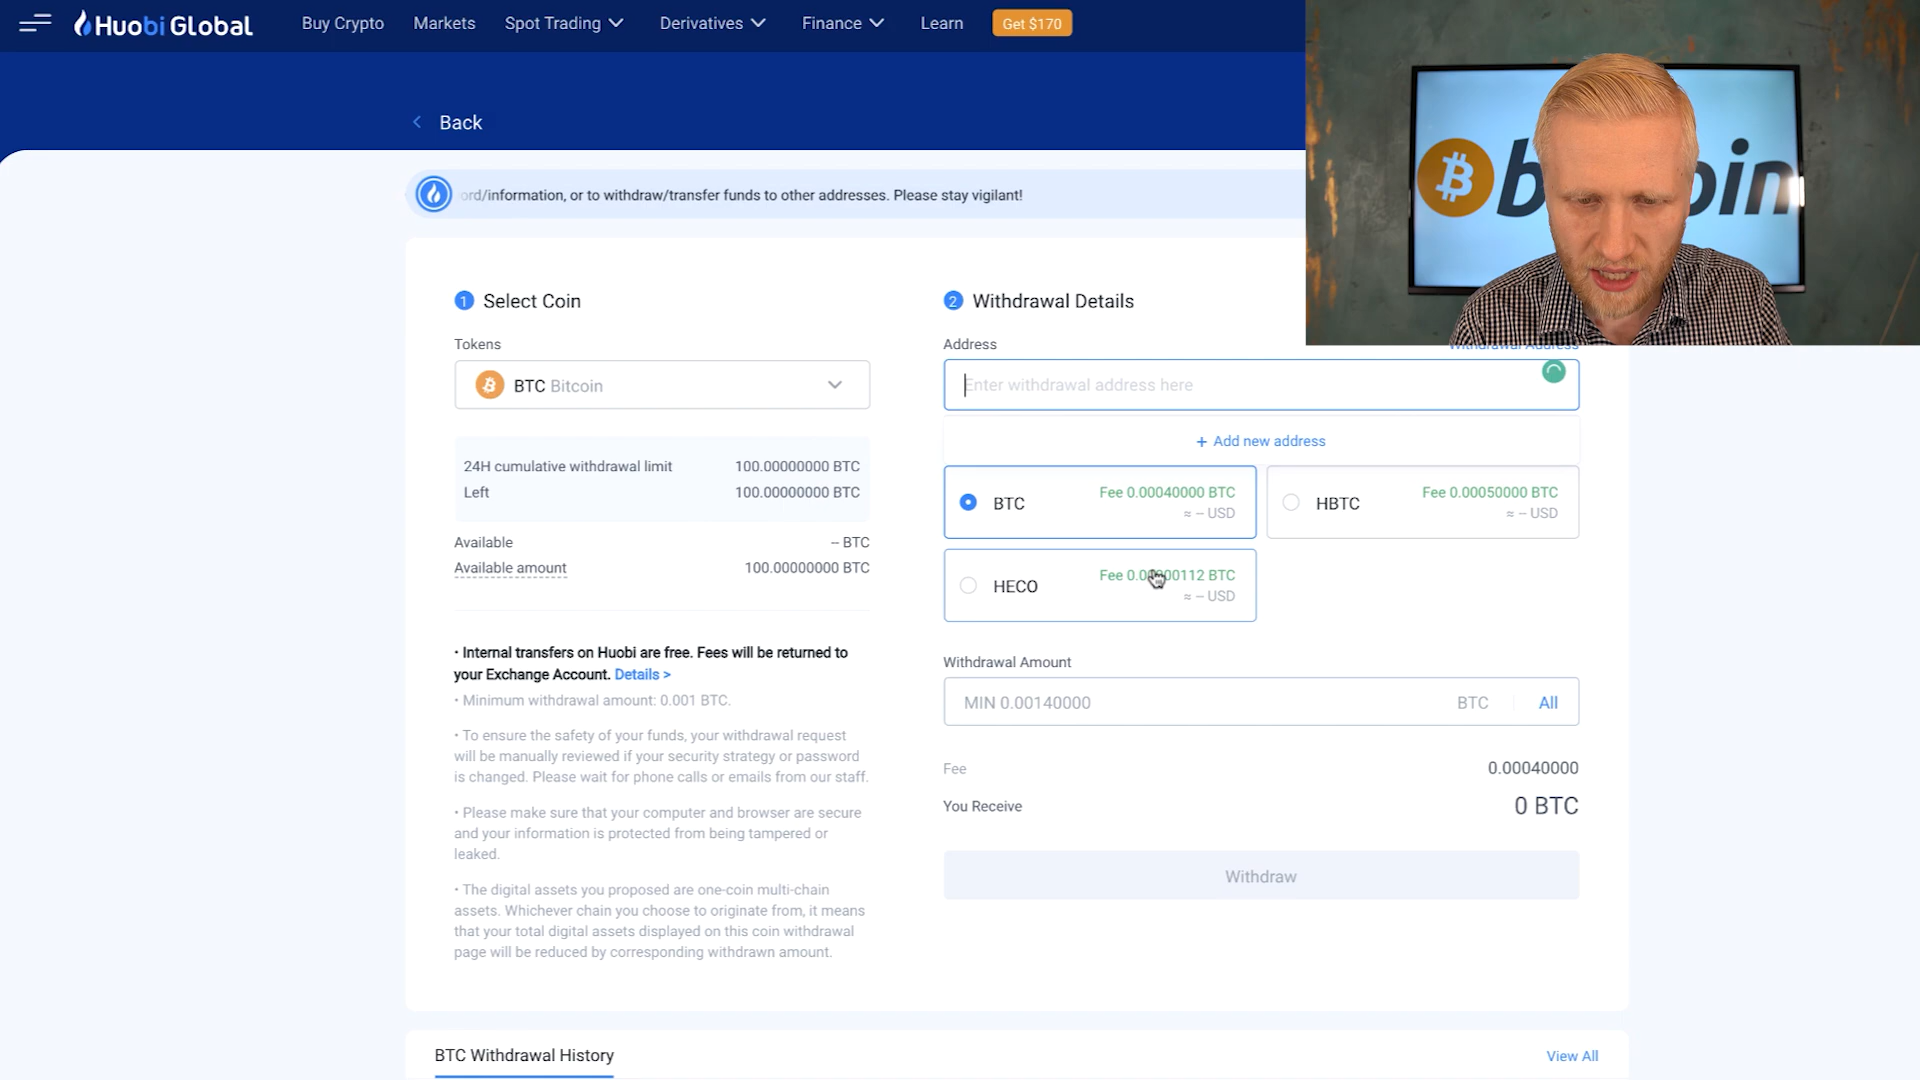 Huobi Global
Buy Crypto
Markets
Spot Trading
Derivatives
Finance
Learn
Get $170
Back
/information, or to withdraw/transfer funds to other addresses. Please stay vigilant!
1 Select Coin
Tokens
BTC Bitcoin
24H cumulative withdrawal limit 100.00000000 BTC
Left 100.00000000 BTC
Available -- BTC
Available amount 100.00000000 BTC
· Internal transfers on Huobi are free. Fees will be returned to
your Exchange Account. Details >
· Minimum withdrawal amount: 0.001 BTC.
· To ensure the safety of your funds, your withdrawal request
will be manually reviewed if your security strategy or password
is changed. Please wait for phone calls or emails from our staff.
· Please make sure that your computer and browser are secure
and your information is protected from being tampered or
leaked.
· The digital assets you proposed are one-coin multi-chain
assets. Whichever chain you choose to originate from, it means
that your total digital assets displayed on this coin withdrawal
page will be reduced by corresponding withdrawn amount.
2 Withdrawal Details
Address
Withdrawal Address
Enter withdrawal address here
+ Add new address
BTC Fee 0.00040000 BTC
≈ -- USD
HBTC Fee 0.00050000 BTC
≈ -- USD
HECO Fee BTC
≈ -- USD
Withdrawal Amount
MIN 0.00140000 BTC All
Fee 0.00040000
You Receive 0 BTC
Withdraw
BTC Withdrawal History
View All